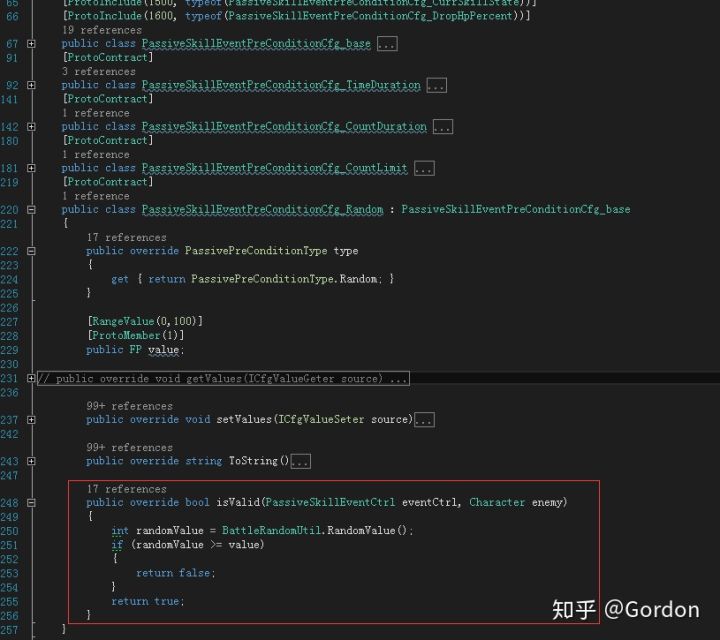 65 [ProtoInclude(1500, typeof(PassiveSkillEventPreConditionCfg_CurrSkillState))]
66 [ProtoInclude(1600, typeof(PassiveSkillEventPreConditionCfg_DropHpPercent))]
19 references
67 public class PassiveSkillEventPreConditionCfg_base ...
91 [ProtoContract]
3 references
92 public class PassiveSkillEventPreConditionCfg_TimeDuration ...
141 [ProtoContract]
1 reference
142 public class PassiveSkillEventPreConditionCfg_CountDuration ...
180 [ProtoContract]
1 reference
181 public class PassiveSkillEventPreConditionCfg_CountLimit ...
219 [ProtoContract]
1 reference
220 public class PassiveSkillEventPreConditionCfg_Random : PassiveSkillEventPreConditionCfg_base
221 {
17 references
222 public override PassivePreConditionType type
223 {
224 get { return PassivePreConditionType.Random; }
225 }
226
227 [RangeValue(0,100)]
228 [ProtoMember(1)]
229 public FP value;
230
231 // public override void getValues(ICfgValueGeter source) ...
236
99+ references
237 public override void setValues(ICfgValueSeter source)...
242
99+ references
243 public override string ToString()...
247
17 references
248 public override bool isValid(PassiveSkillEventCtrl eventCtrl, Character enemy)
249 {
250 int randomValue = BattleRandomUtil.RandomValue();
251 if (randomValue >= value)
252 {
253 return false;
254 }
255 return true;
256 }
257 }
知乎 @Gordon